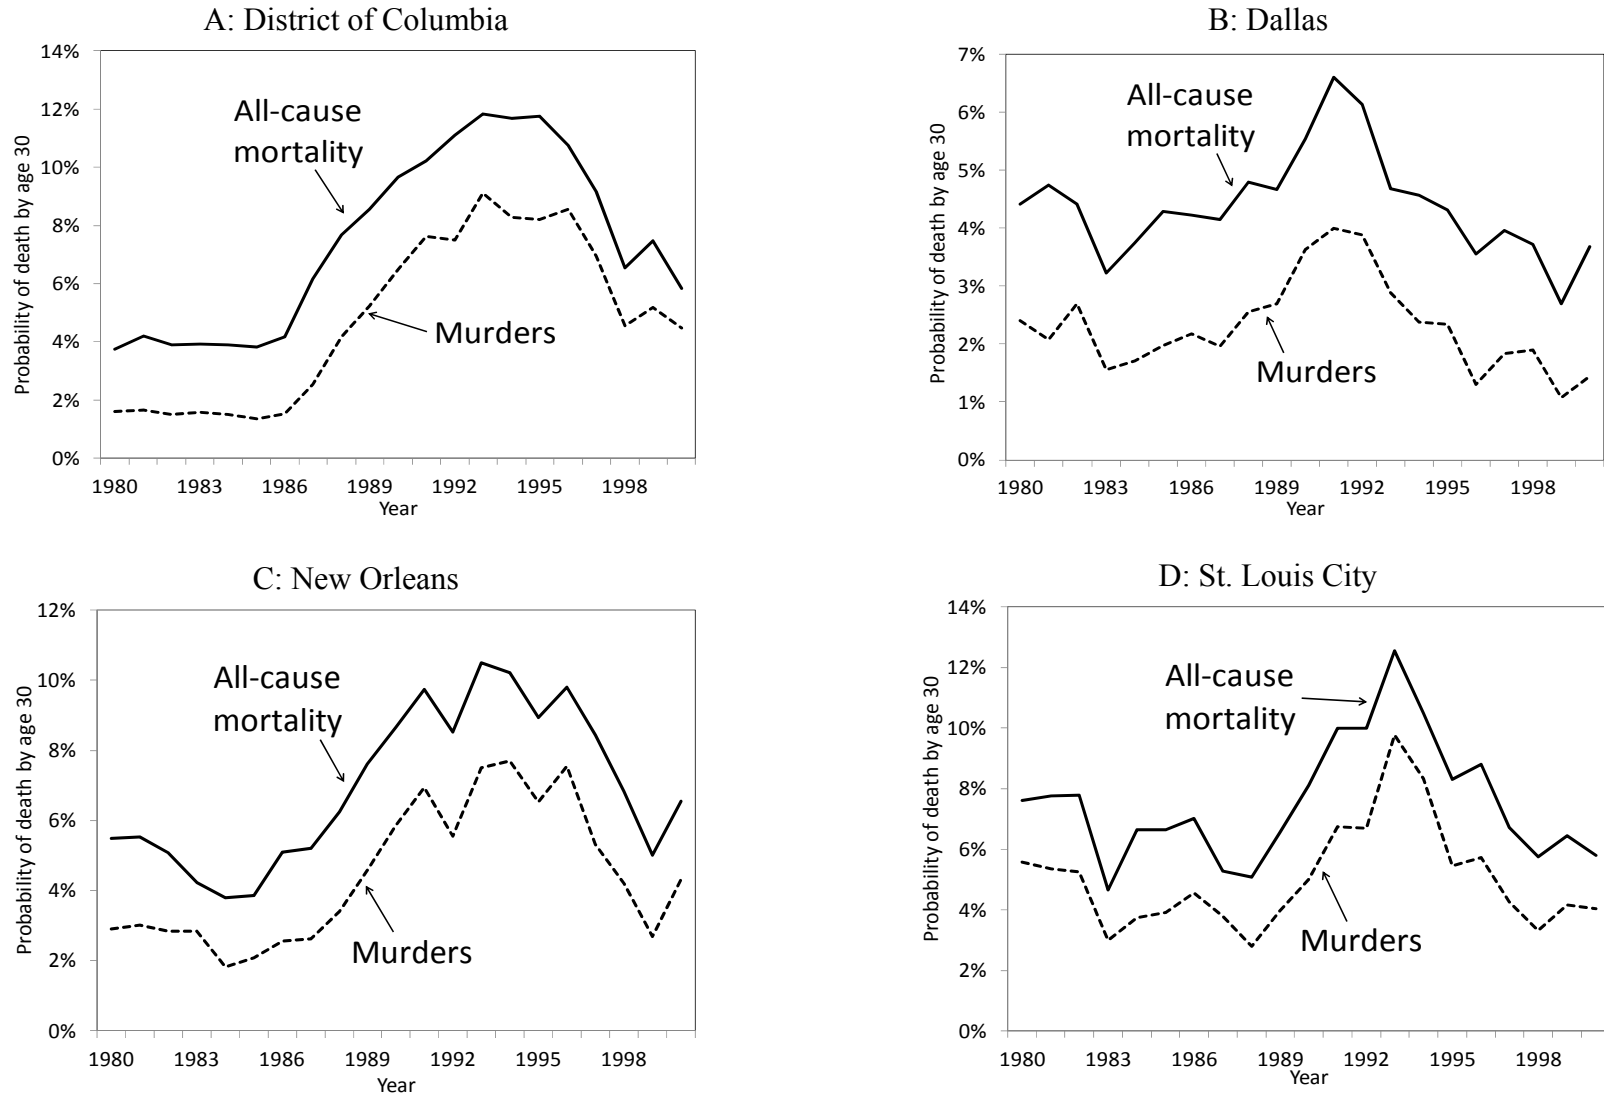 A: District of Columbia
14%
12%
10%
8%
6%
4%
2%
0%
Probability of death by age 30
All-cause
mortality
Murders
1980 1983 1986 1989 1992 1995 1998
Year
B: Dallas
7%
6%
5%
4%
3%
2%
1%
0%
Probability of death by age 30
All-cause
mortality
Murders
1980 1983 1986 1989 1992 1995 1998
Year
C: New Orleans
12%
10%
8%
6%
4%
2%
0%
Probability of death by age 30
All-cause
mortality
Murders
1980 1983 1986 1989 1992 1995 1998
Year
D: St. Louis City
14%
12%
10%
8%
6%
4%
2%
0%
Probability of death by age 30
All-cause
mortality
Murders
1980 1983 1986 1989 1992 1995 1998
Year